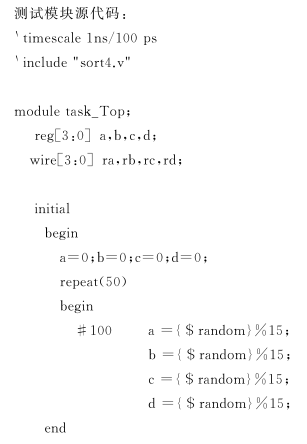 测试模块源代码：
`timescale 1ns/100 ps
`include "sort4.v"
module task_Top;
reg[3:0] a,b,c,d;
wire[3:0] ra,rb,rc,rd;
initial
begin
a=0;b=0;c=0;d=0;
repeat(50)
begin
#100 a ={$random}%15;
b ={$random}%15;
c ={$random}%15;
d ={$random}%15;
end